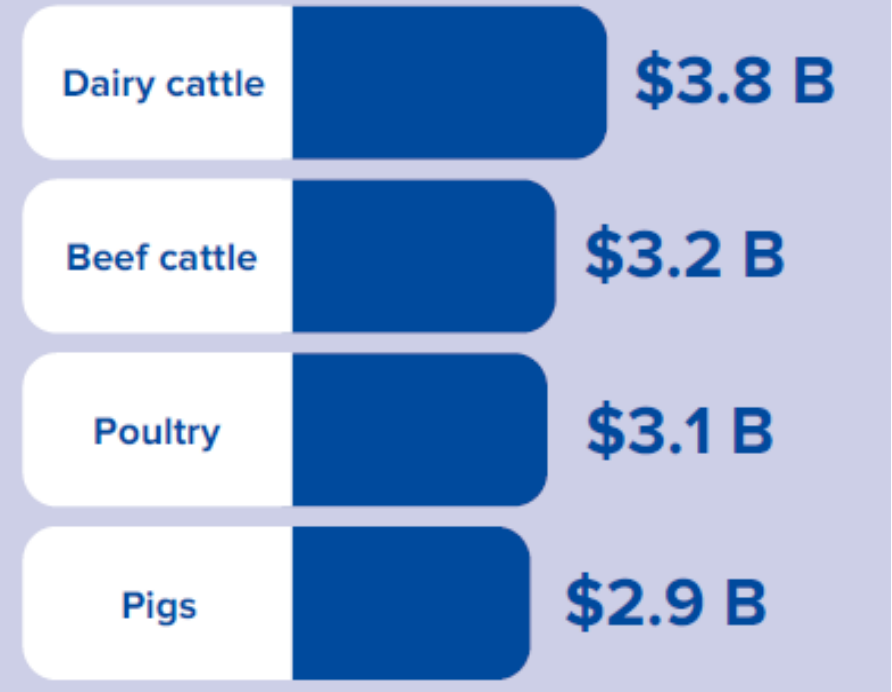 Dairy cattle $3.8 B
Beef cattle $3.2 B
Poultry $3.1 B
Pigs $2.9 B